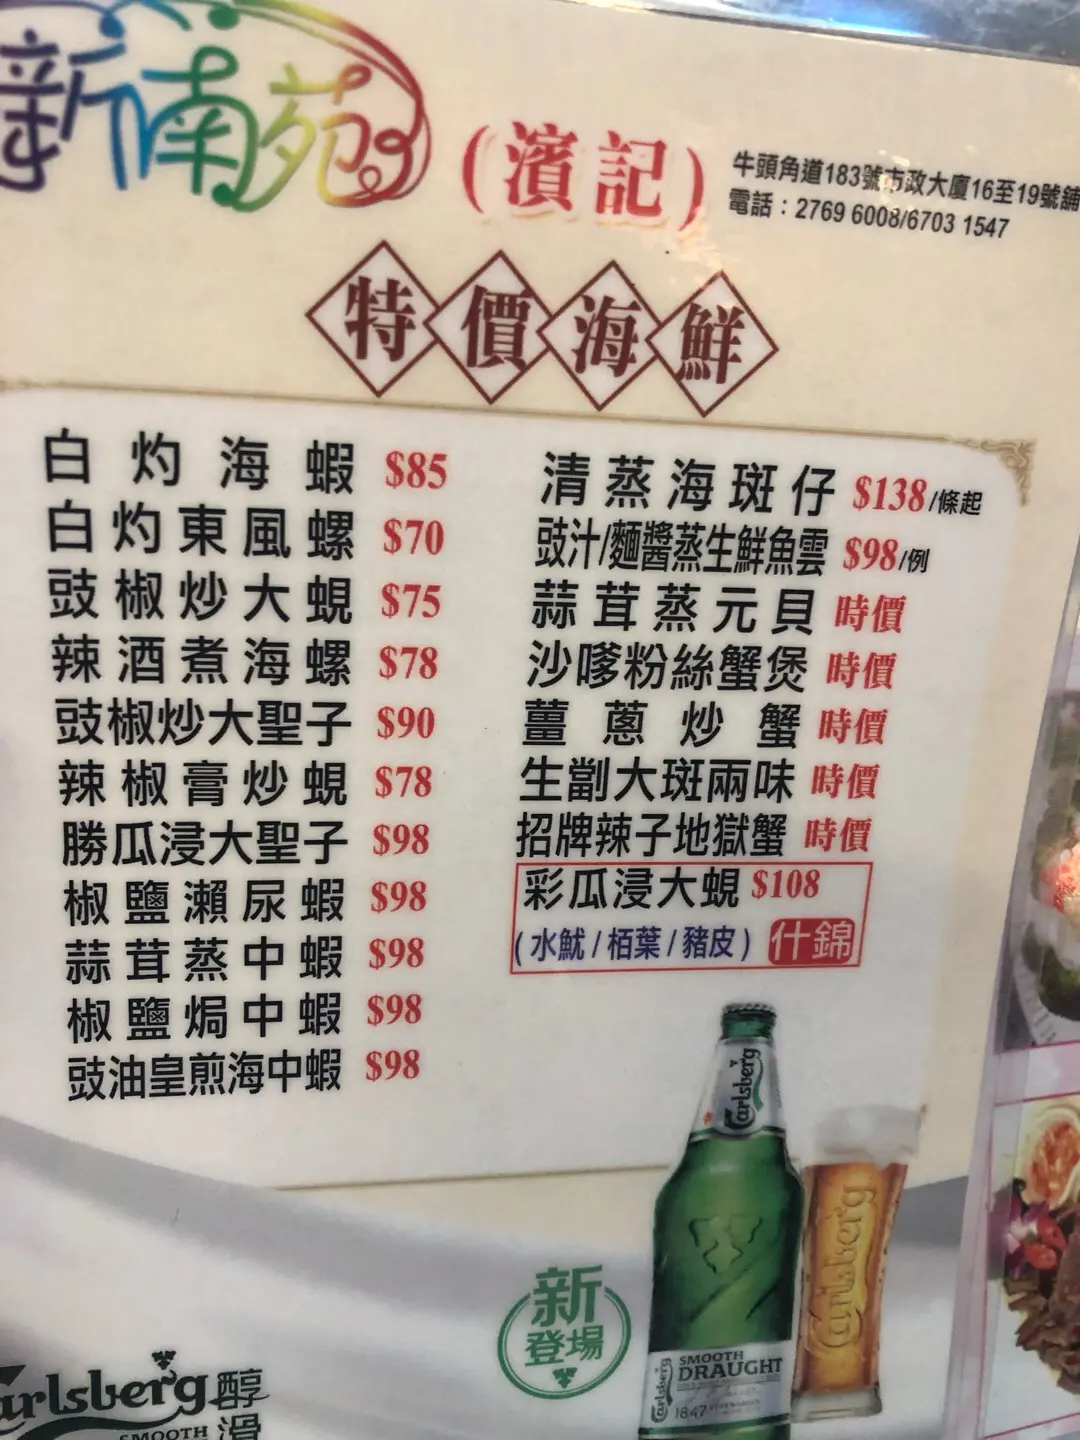 新南苑
(濱記)
牛頭角道183號市政大廈16至19號舖
電話：2769 6008/6703 1547
特價海鮮
白灼海蝦 $85
白灼東風螺 $70
豉椒炒大蜆 $75
辣酒煮海螺 $78
豉椒炒大聖子 $90
辣椒膏炒蜆 $78
勝瓜浸大聖子 $98
椒鹽瀨尿蝦 $98
蒜茸蒸中蝦 $98
椒鹽焗中蝦 $98
豉油皇煎海中蝦 $98
清蒸海斑仔 $138/條起
豉汁/麵醬蒸生鮮魚雲 $98/例
蒜茸蒸元貝 時價
沙嗲粉絲蟹煲 時價
薑蔥炒蟹 時價
生劏大斑兩味 時價
招牌辣子地獄蟹 時價
彩瓜浸大蜆 $108
(水魷/栢葉/豬皮) 什錦
新
登場
Carlsberg
Carlsberg
SMOOTH
DRAUGHT
Carlsberg
1847
Carlsberg 醇滑
SMOOTH